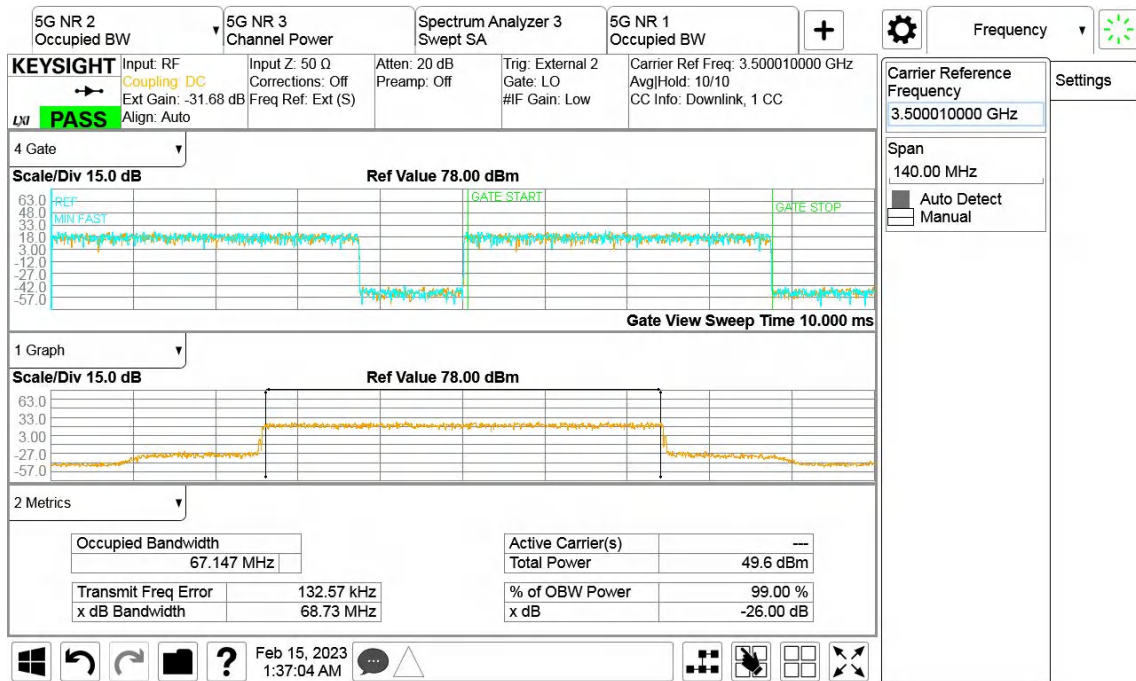 5G NR 2
Occupied BW
5G NR 3
Channel Power
Spectrum Analyzer 3
Swept SA
5G NR 1
Occupied BW
Frequency
KEYSIGHT
LXI PASS
Input: RF
Coupling: DC
Ext Gain: -31.68 dB
Align: Auto
Input Z: 50 Ω
Corrections: Off
Freq Ref: Ext (S)
Atten: 20 dB
Preamp: Off
Trig: External 2
Gate: LO
#IF Gain: Low
Carrier Ref Freq: 3.500010000 GHz
Avg|Hold: 10/10
CC Info: Downlink, 1 CC
Carrier Reference
Frequency
3.500010000 GHz
Settings
Span
140.00 MHz
Auto Detect
Manual
4 Gate
Scale/Div 15.0 dB
Ref Value 78.00 dBm
63.0
48.0
33.0
18.0
3.00
-12.0
-27.0
-42.0
-57.0
REF
MIN FAST
GATE START
GATE STOP
Gate View Sweep Time 10.000 ms
1 Graph
Scale/Div 15.0 dB
Ref Value 78.00 dBm
63.0
33.0
3.00
-27.0
-57.0
2 Metrics
Occupied Bandwidth
67.147 MHz
Transmit Freq Error 132.57 kHz
x dB Bandwidth 68.73 MHz
Active Carrier(s) ---
Total Power 49.6 dBm
% of OBW Power 99.00 %
x dB -26.00 dB
Feb 15, 2023
1:37:04 AM